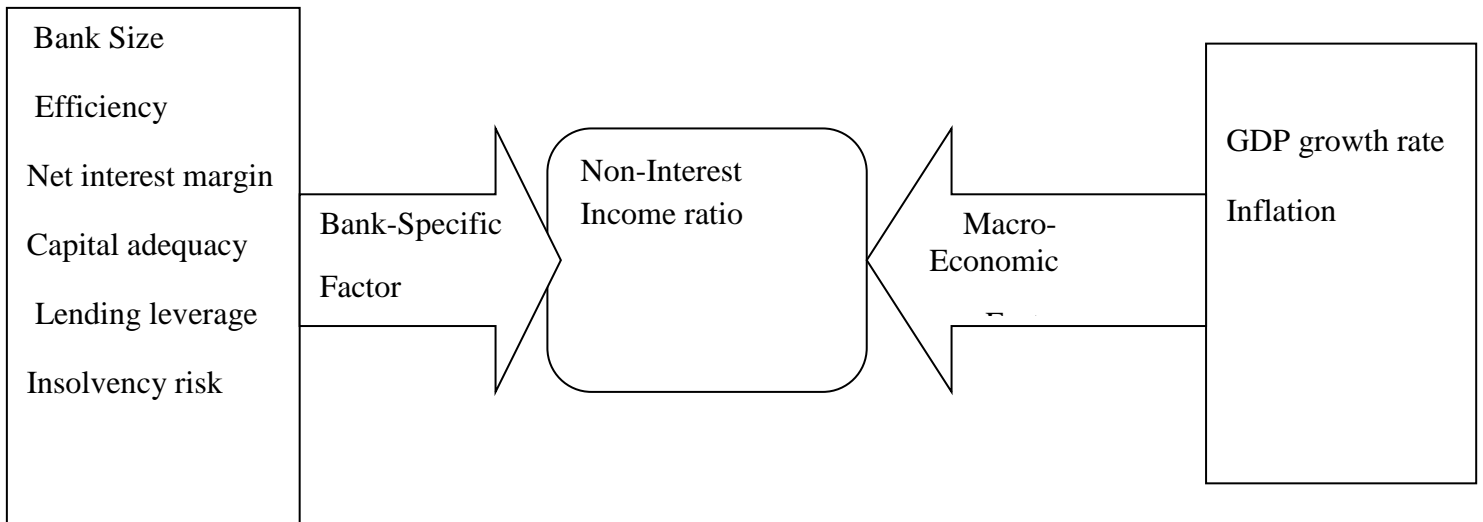 Bank Size
Efficiency
Net interest margin
Capital adequacy
Lending leverage
Insolvency risk
Bank-Specific
Factor
Non-Interest
Income ratio
Macro-
Economic
GDP growth rate
Inflation